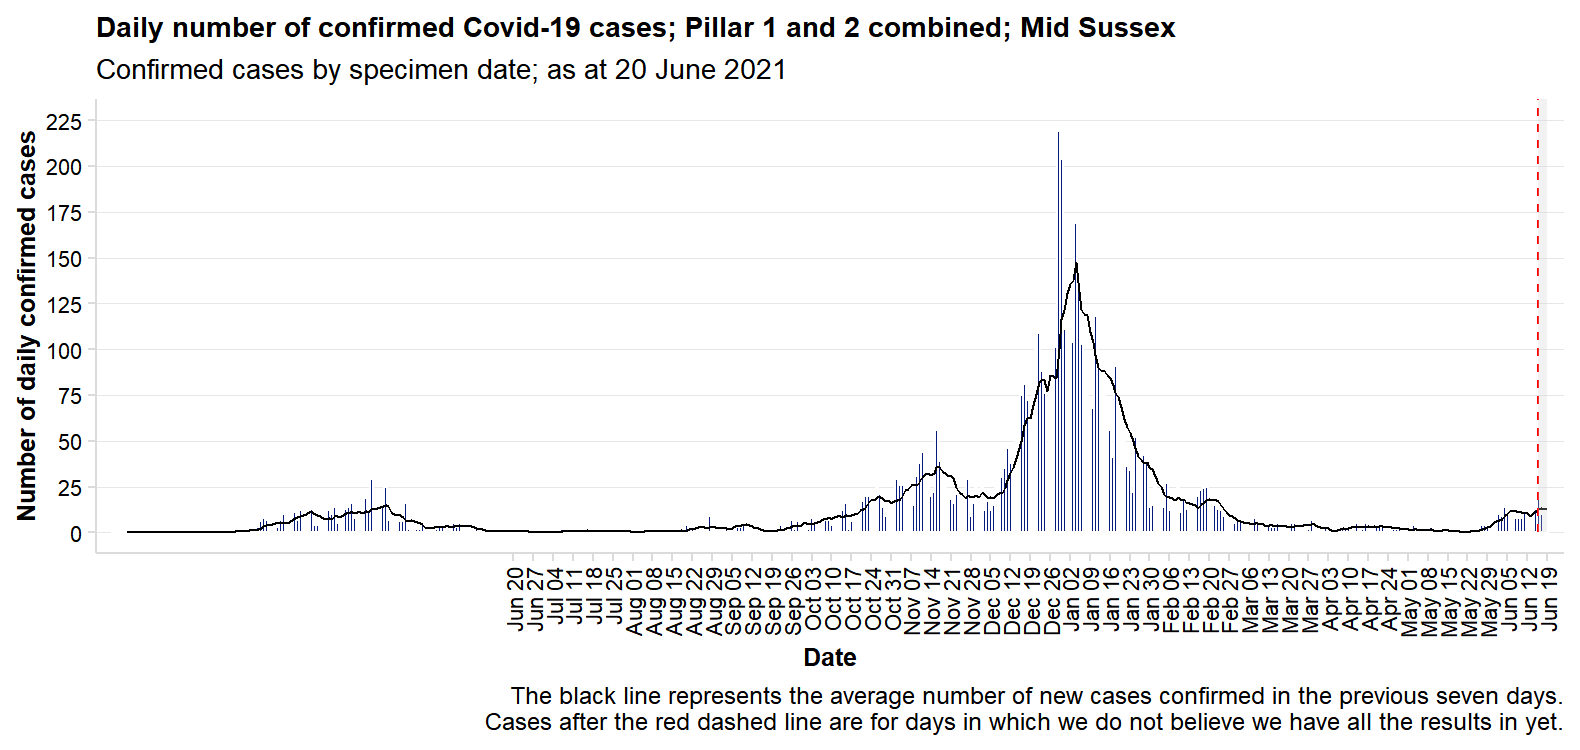 Daily number of confirmed Covid-19 cases; Pillar 1 and 2 combined; Mid Sussex
Confirmed cases by specimen date; as at 20 June 2021
Number of daily confirmed cases
225
200
175
150
125
100
75
50
25
0
Jun 20
Jun 27
Jul 04
Jul 11
Jul 18
Jul 25
Aug 01
Aug 08
Aug 15
Aug 22
Aug 29
Sep 05
Sep 12
Sep 19
Sep 26
Oct 03
Oct 10
Oct 17
Oct 24
Oct 31
Nov 07
Nov 14
Nov 21
Nov 28
Dec 05
Dec 12
Dec 19
Dec 26
Jan 02
Jan 09
Jan 16
Jan 23
Jan 30
Feb 06
Feb 13
Feb 20
Feb 27
Mar 06
Mar 13
Mar 20
Mar 27
Apr 03
Apr 10
Apr 17
Apr 24
May 01
May 08
May 15
May 22
May 29
Jun 05
Jun 12
Jun 19
Date
The black line represents the average number of new cases confirmed in the previous seven days.
Cases after the red dashed line are for days in which we do not believe we have all the results in yet.